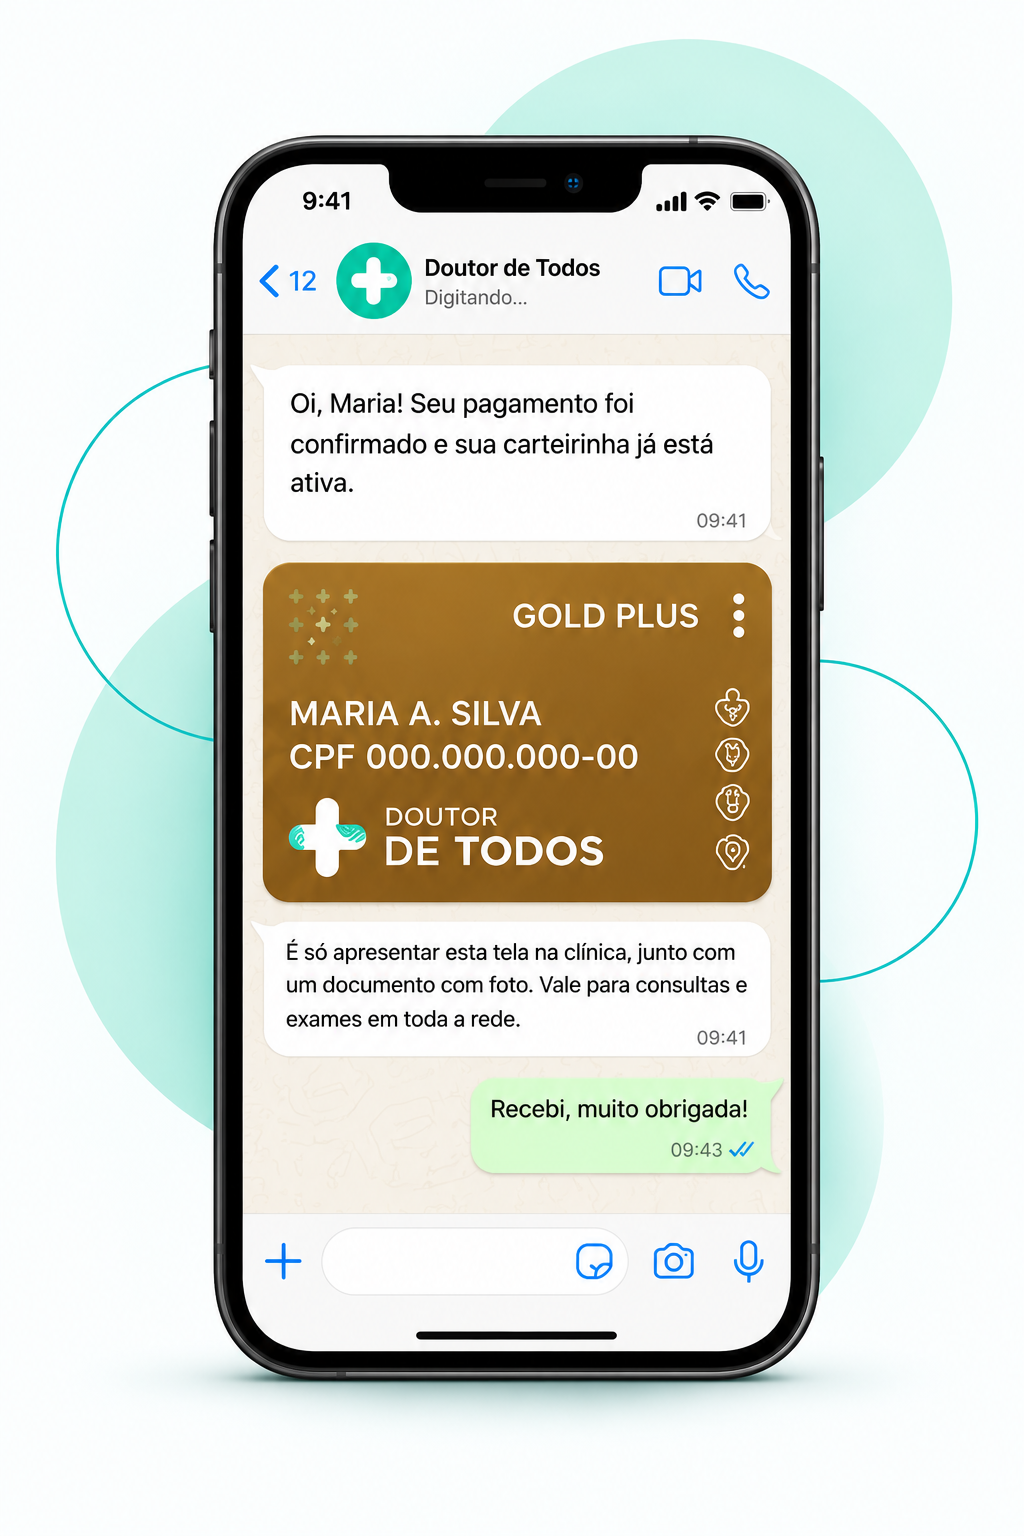 9:41
12
Doutor de Todos
Digitando...
Oi, Maria! Seu pagamento foi
confirmado e sua carteirinha já está
ativa.
09:41
GOLD PLUS
MARIA A. SILVA
CPF 000.000.000-00
DOUTOR
DE TODOS
É só apresentar esta tela na clínica, junto com
um documento com foto. Vale para consultas e
exames em toda a rede.
09:41
Recebi, muito obrigada!
09:43